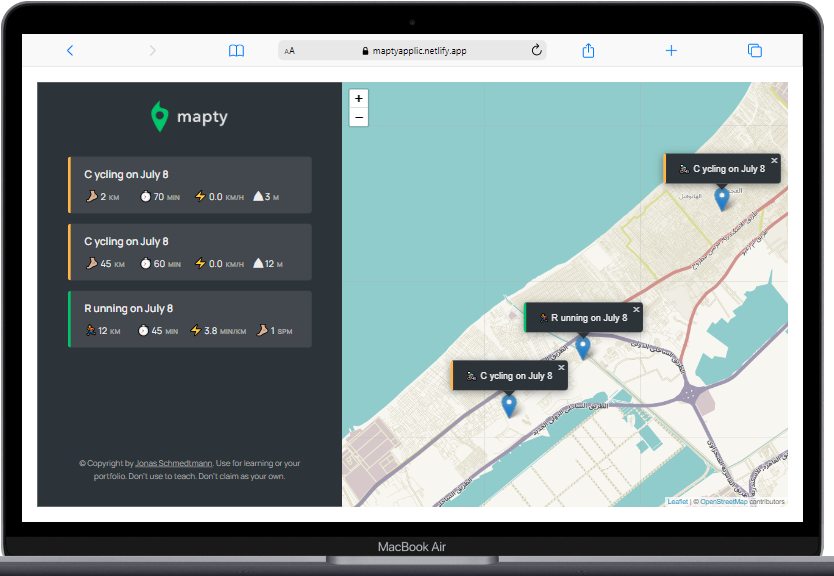 AA maptyapplic.netlify.app
mapty
C ycling on July 8
2 KM 70 MIN 0.0 KM/H 3 M
C ycling on July 8
45 KM 60 MIN 0.0 KM/H 12 M
R unning on July 8
12 KM 45 MIN 3.8 MIN/KM 1 SPM
© Copyright by Jonas Schmedtmann. Use for learning or your
portfolio. Don't use to teach. Don't claim as your own.
+
−
C ycling on July 8 ×
R unning on July 8 ×
C ycling on July 8 ×
الطريق الساحلى الدولى
Leaflet | © OpenStreetMap contributors
MacBook Air